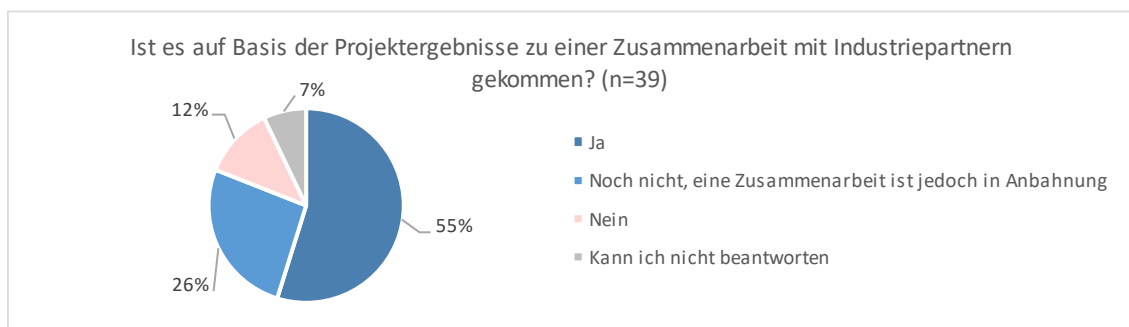 Ist es auf Basis der Projektergebnisse zu einer Zusammenarbeit mit Industriepartnern
gekommen? (n=39)
7%
12%
Ja
Noch nicht, eine Zusammenarbeit ist jedoch in Anbahnung
Nein
55%
Kann ich nicht beantworten
26%